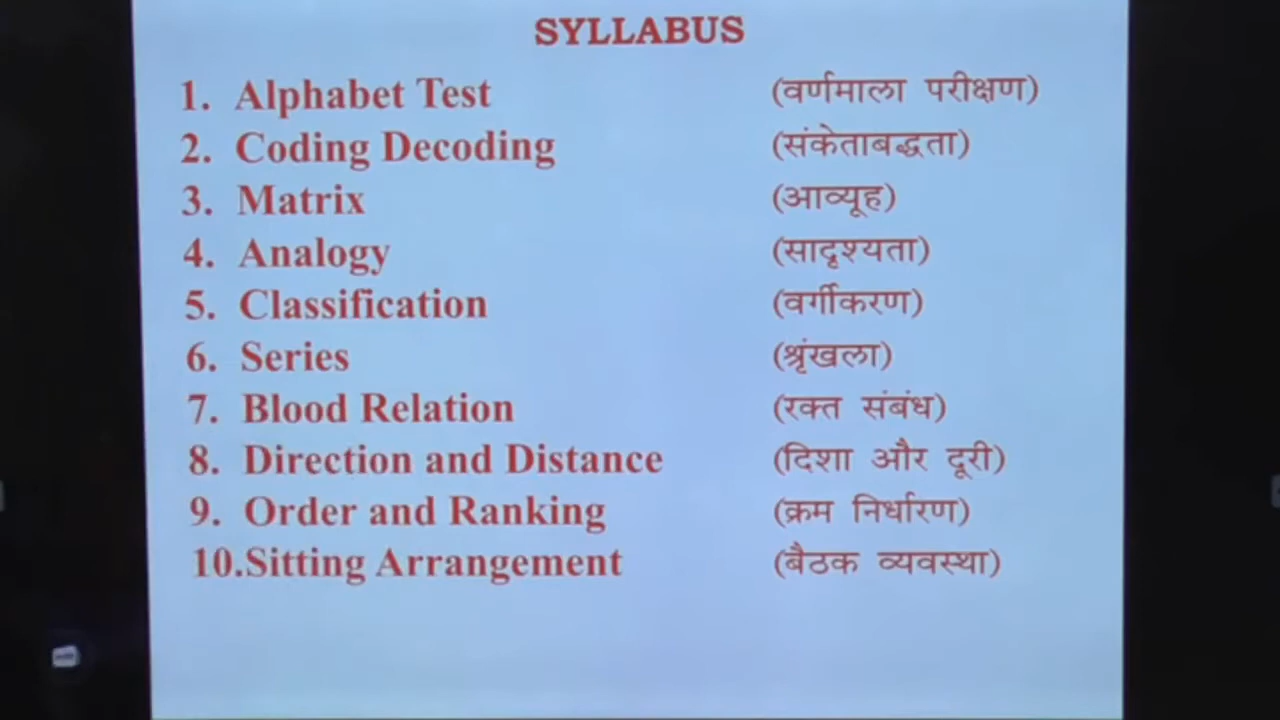 SYLLABUS
1. Alphabet Test (वर्णमाला परीक्षण)
2. Coding Decoding (संकेताबद्धता)
3. Matrix (आव्यूह)
4. Analogy (सादृश्यता)
5. Classification (वर्गीकरण)
6. Series (श्रृंखला)
7. Blood Relation (रक्त संबंध)
8. Direction and Distance (दिशा और दूरी)
9. Order and Ranking (क्रम निर्धारण)
10.Sitting Arrangement (बैठक व्यवस्था)